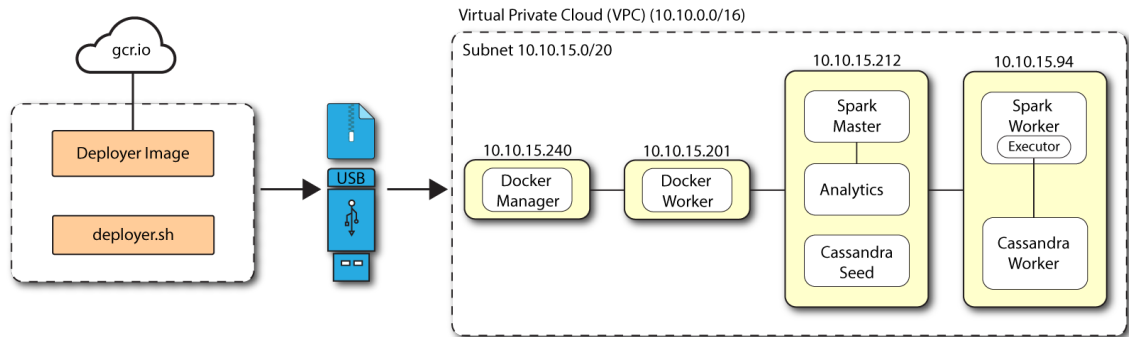 gcr.io
Deployer Image
deployer.sh
USB
Virtual Private Cloud (VPC) (10.10.0.0/16)
Subnet 10.10.15.0/20
10.10.15.240
Docker
Manager
10.10.15.201
Docker
Worker
10.10.15.212
Spark
Master
Analytics
Cassandra
Seed
10.10.15.94
Spark
Worker
Executor
Cassandra
Worker